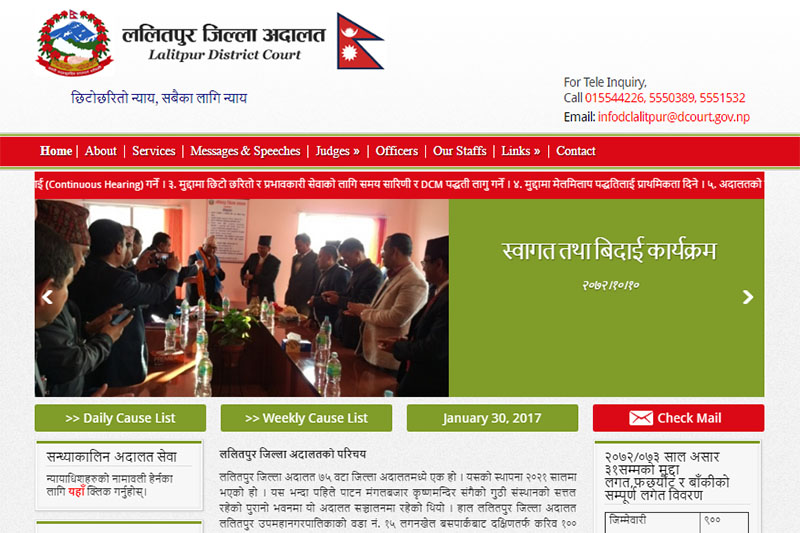 ललितपुर जिल्ला अदालत
Lalitpur District Court
छिटोछरितो न्याय, सबैका लागि न्याय
For Tele Inquiry,
Call 015544226, 5550389, 5551532
Email: infodclalitpur@dcourt.gov.np
Home | About | Services | Messages & Speeches | Judges » | Officers | Our Staffs | Links » | Contact
ाई (Continuous Hearing) गर्ने । ३. मुद्दामा छिटो छरितो र प्रभावकारी सेवाको लागि समय सारिणी र DCM पद्धती लागु गर्ने । ४. मुद्दामा मेलमिलाप पद्धतिलाई प्राथमिकता दिने । ५. अदालतको
स्वागत तथा बिदाई कार्यक्रम
२०७२/१०/१०
>> Daily Cause List
>> Weekly Cause List
January 30, 2017
Check Mail
सन्ध्याकालिन अदालत सेवा
न्यायाधिशहरुको नामावली हेर्नका
लागि यहाँ क्लिक गर्नुहोस्।
ललितपुर जिल्ला अदालतको परिचय
ललितपुर जिल्ला अदालत ७५ वटा जिल्ला अदालतमध्ये एक हो । यसको स्थापना २०२१ सालमा
भएको हो । यस भन्दा पहिले पाटन मंगलबजार कृष्णमन्दिर संगैको गुठी संस्थानको सत्तल
रहेको पुरानो भवनमा यो अदालत सञ्चालनमा रहेको थियो । हाल ललितपुर जिल्ला अदालत
ललितपुर उपमहानगरपालिकाको वडा नं. १५ लगनखेल बसपार्कबाट दक्षिणतर्फ करिव १००
२०७२/०७३ साल असार
३१सम्मको मुद्दा
लगत,फछर्यौट र बाँकीको
सम्पूर्ण लगेत विवरण
जिम्मेवारी
९००